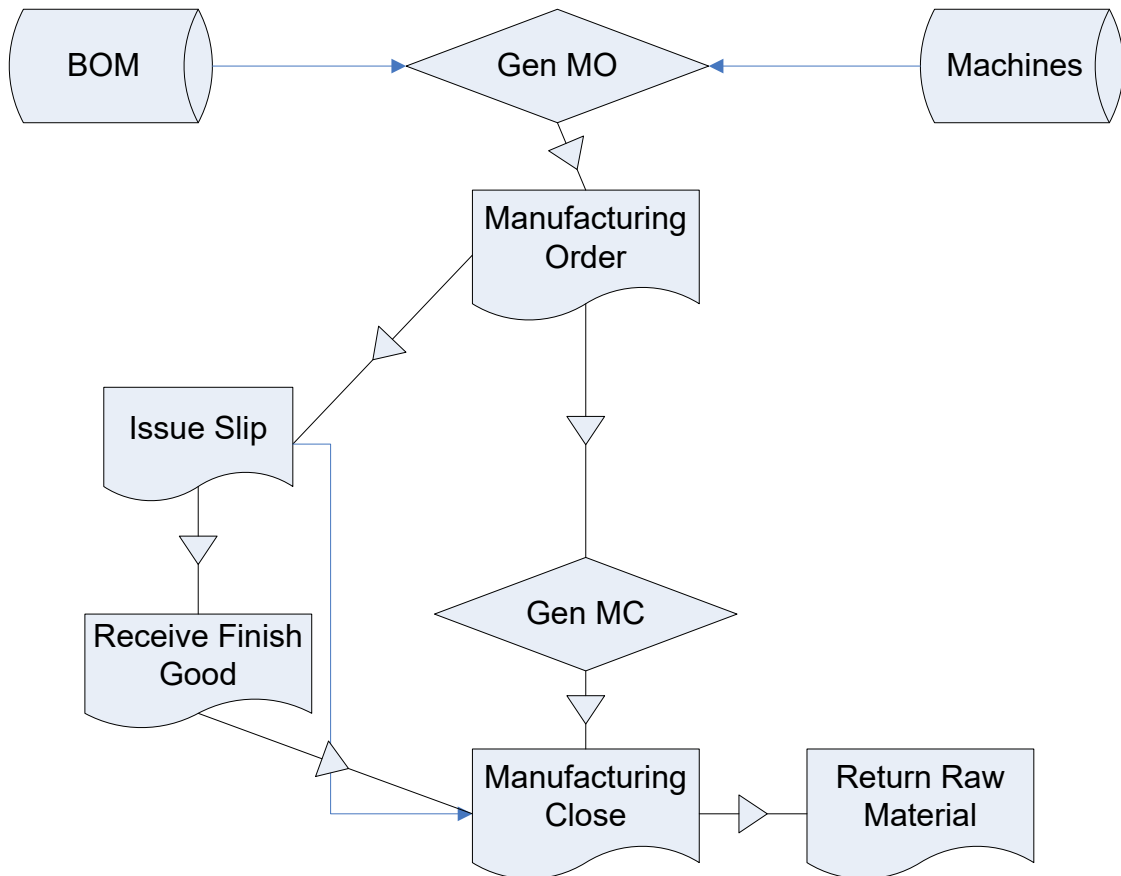 BOM
Gen MO
Machines
Manufacturing
Order
Issue Slip
Receive Finish
Good
Gen MC
Manufacturing
Close
Return Raw
Material